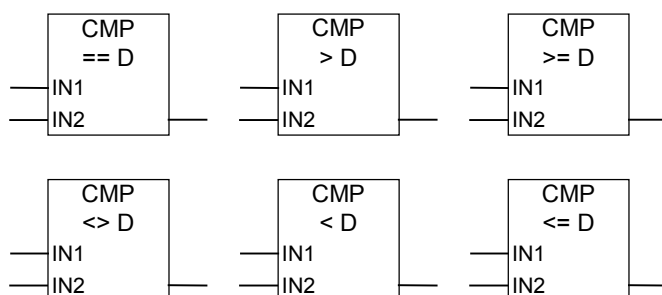 CMP
== D
IN1
IN2
CMP
> D
IN1
IN2
CMP
>= D
IN1
IN2
CMP
<> D
IN1
IN2
CMP
< D
IN1
IN2
CMP
<= D
IN1
IN2